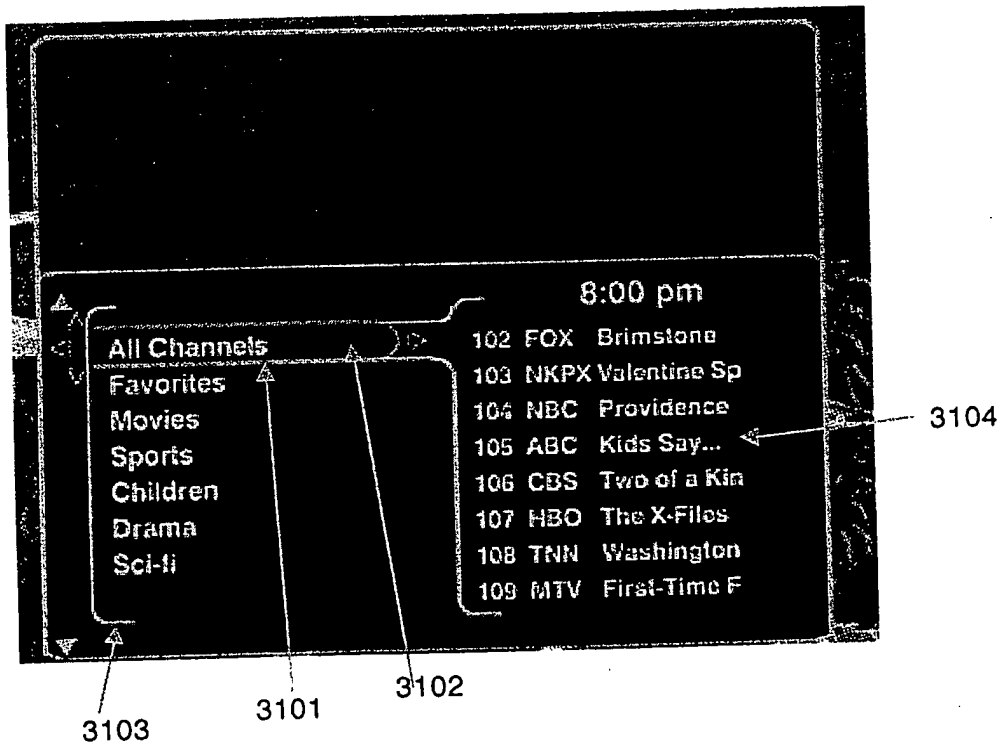 8:00 pm
All Channels
Favorites
Movies
Sports
Children
Drama
Sci-fi
102 FOX Brimstone
103 NKPX Valentine Sp
104 NBC Providence
105 ABC Kids Say...
106 CBS Two of a Kin
107 HBO The X-Files
108 TNN Washington
109 MTV First-Time F
3104
3102
3101
3103